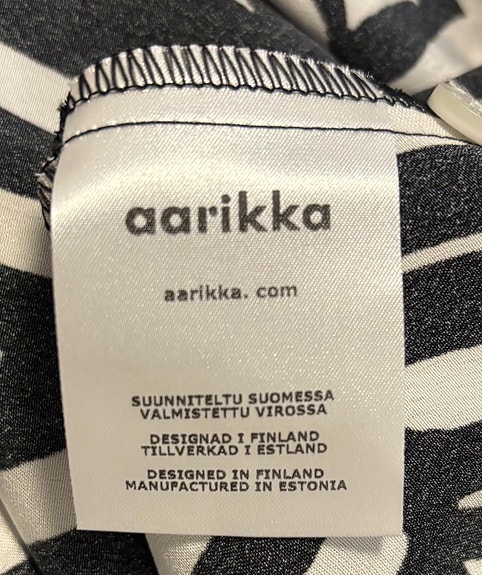 aarikka
aarikka. com
SUUNNITELTU SUOMESSA
VALMISTETTU VIROSSA
DESIGNAD I FINLAND
TILLVERKAD I ESTLAND
DESIGNED IN FINLAND
MANUFACTURED IN ESTONIA